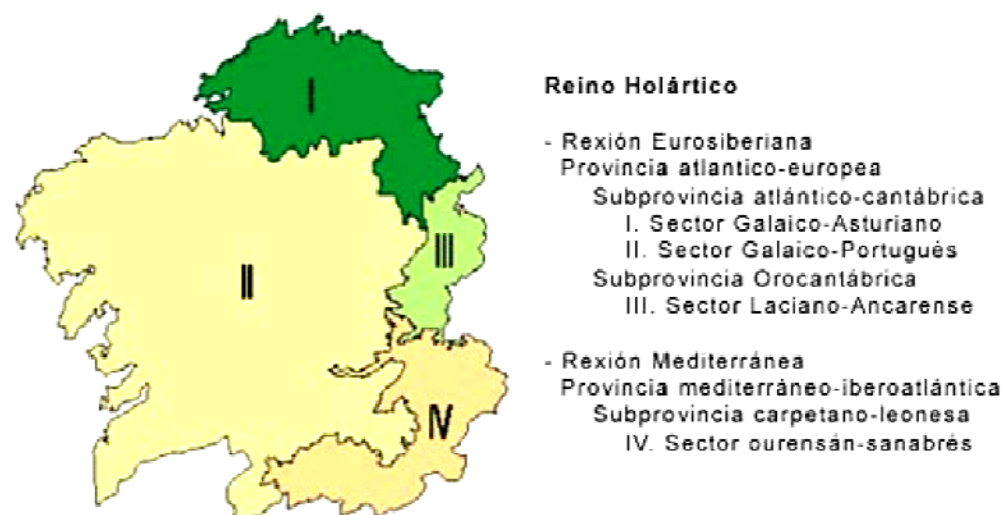 I
II
III
IV
Reino Holártico
- Rexión Eurosiberiana
Provincia atlantico-europea
Subprovincia atlántico-cantábrica
I. Sector Galaico-Asturiano
II. Sector Galaico-Portugués
Subprovincia Orocantábrica
III. Sector Laciano-Ancarense
- Rexión Mediterránea
Provincia mediterráneo-iberoatlántica
Subprovincia carpetano-leonesa
IV. Sector ourensán-sanabrés